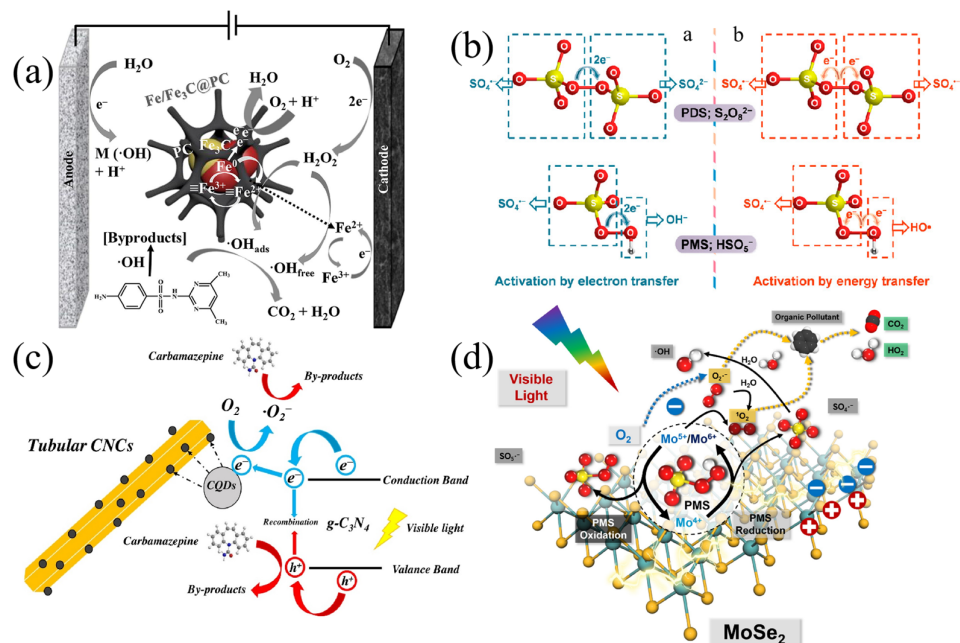 (a)
H₂O
e⁻
M (·OH)
+ H⁺
Anode
Fe/Fe₃C@PC
H₂O
O₂ + H⁺
e⁻
e⁻
PC
Fe₃C
Fe⁰
≡Fe³⁺
≡Fe²⁺
O₂
2e⁻
H₂O₂
Cathode
Fe²⁺
e⁻
Fe³⁺
·OHads
·OHfree
[Byproducts]
·OH
CO₂ + H₂O
H₂N
O
S
O
NH
N
N
CH₃
CH₃
(b)
a
b
O
O
O
O
O
O
O
O
S
S
2e⁻
SO₄•⁻
SO₄²⁻
PDS; S₂O₈²⁻
O
O
O
O
O
O
O
O
S
S
e⁻
e⁻
SO₄•⁻
SO₄•⁻
O
O
O
O
O
S
H
2e⁻
SO₄•⁻
OH⁻
PMS; HSO₅⁻
O
O
O
O
O
S
H
e⁻
e⁻
SO₄•⁻
HO•
Activation by electron transfer
Activation by energy transfer
(c)
Carbamazepine
By-products
O₂
·O₂⁻
Tubular CNCs
CQDs
e⁻
e⁻
e⁻
Conduction Band
Recombination
g-C₃N₄
Visible light
Carbamazepine
By-products
h⁺
h⁺
Valance Band
(d)
Visible
Light
Organic Pollutant
CO₂
HO₂
·OH
H₂O
O₂·⁻
H₂O
¹O₂
SO₄·⁻
O₂
SO₅·⁻
Mo⁵⁺/Mo⁶⁺
PMS
Mo⁴⁺
PMS
Oxidation
PMS
Reduction
MoSe₂